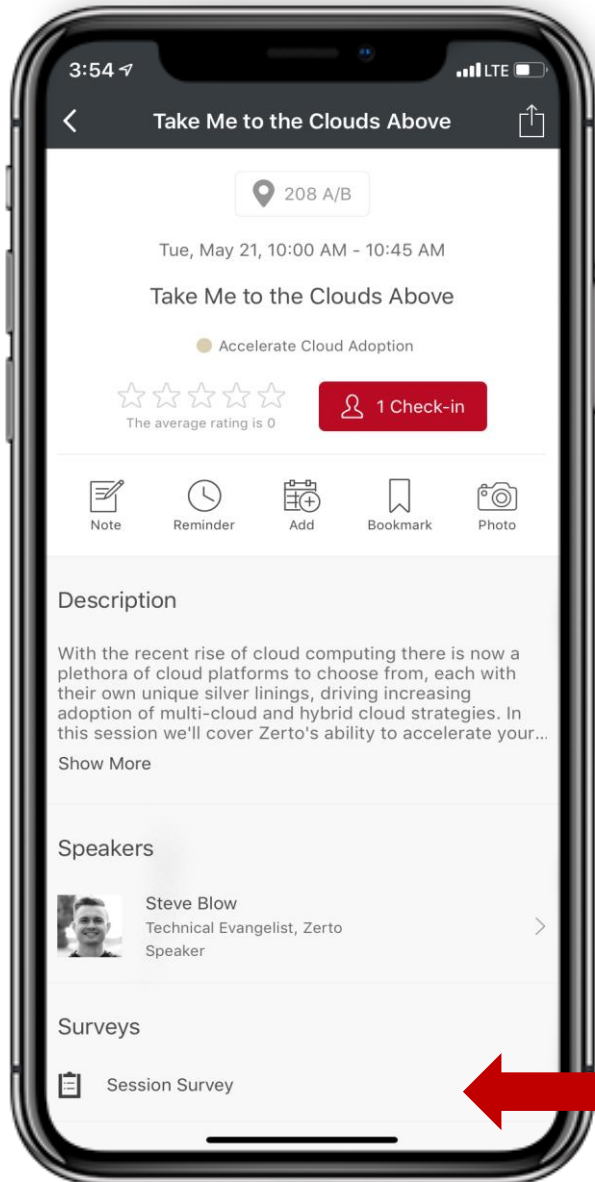 3:54
LTE
Take Me to the Clouds Above
208 A/B
Tue, May 21, 10:00 AM - 10:45 AM
Take Me to the Clouds Above
Accelerate Cloud Adoption
The average rating is 0
1 Check-in
Note Reminder Add Bookmark Photo
Description
With the recent rise of cloud computing there is now a
plethora of cloud platforms to choose from, each with
their own unique silver linings, driving increasing
adoption of multi-cloud and hybrid cloud strategies. In
this session we'll cover Zerto's ability to accelerate your...
Show More
Speakers
Steve Blow
Technical Evangelist, Zerto
Speaker
Surveys
Session Survey